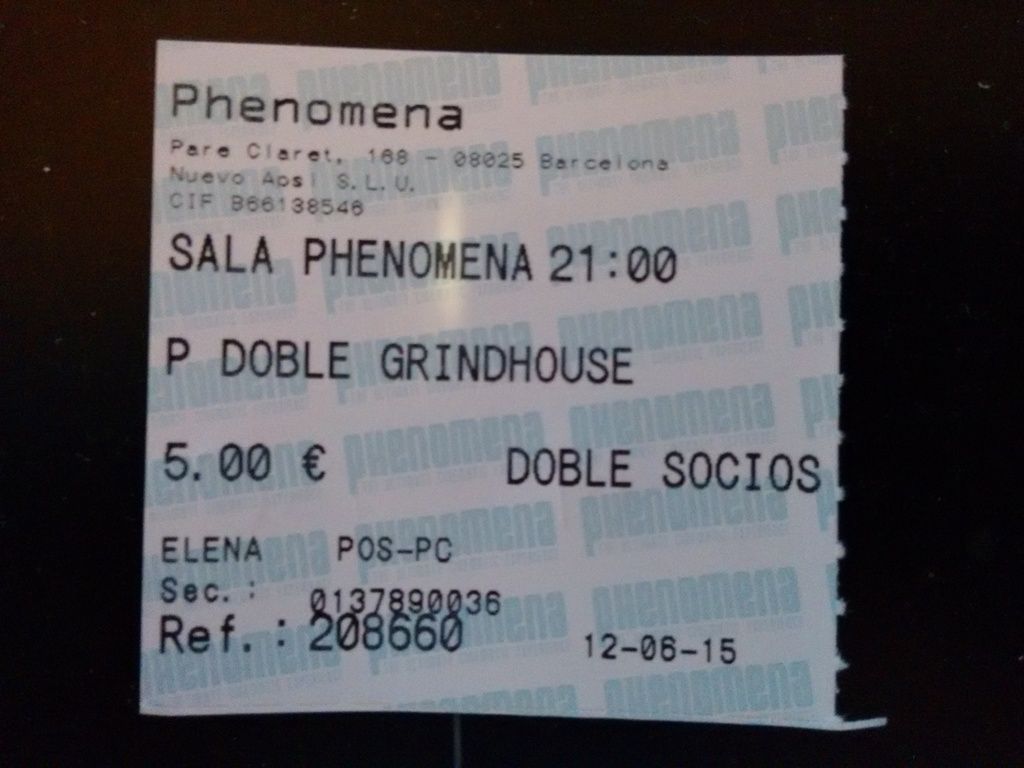 Phenomena
Pare Claret, 168 - 08025 Barcelona
Nuevo Apsi S.L.U.
CIF B66138546
SALA PHENOMENA 21:00
P DOBLE GRINDHOUSE
5.00 € DOBLE SOCIOS
ELENA POS-PC
Sec.: 0137890036
Ref.: 208660 12-06-15